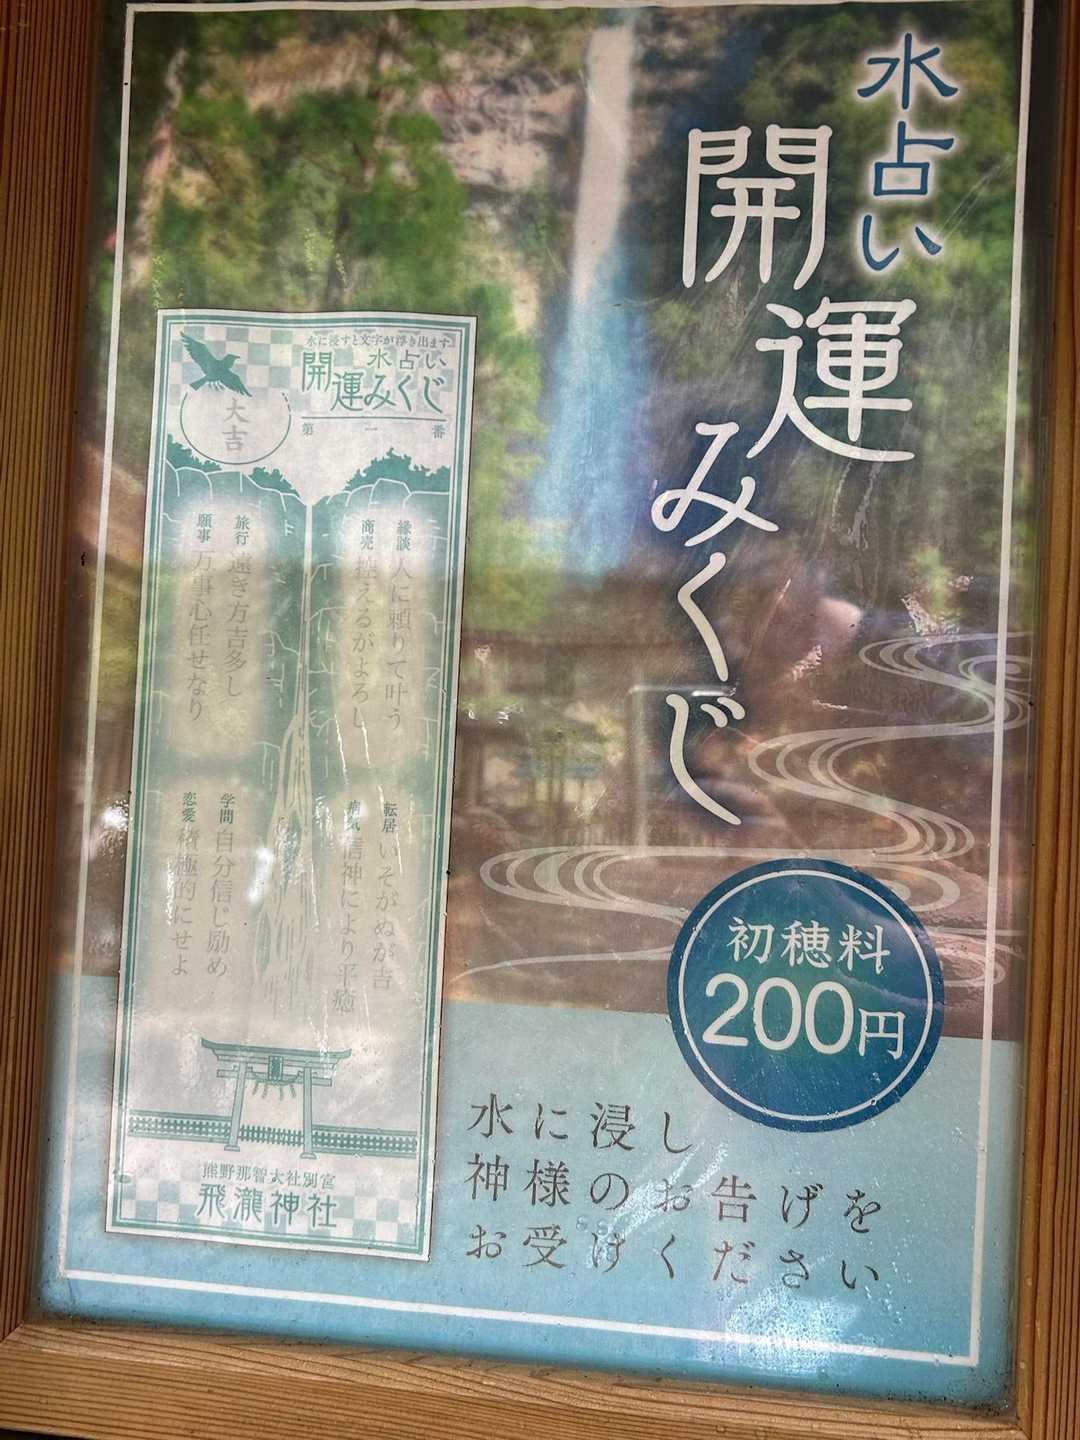 水占い
開運みくじ
水に浸すと文字が浮き出ます
水占い
開運みくじ
第一番
大吉
縁談 人に頼りて叶う
商売 控えるがよろし
旅行 遠き方吉多し
願事 万事心任せなり
転居 いそがぬが吉
病気 信神により平癒
学問 自分信じ励め
恋愛 積極的にせよ
熊野那智大社別宮
飛瀧神社
初穂料
200円
水に浸し
神様のお告げを
お受けください